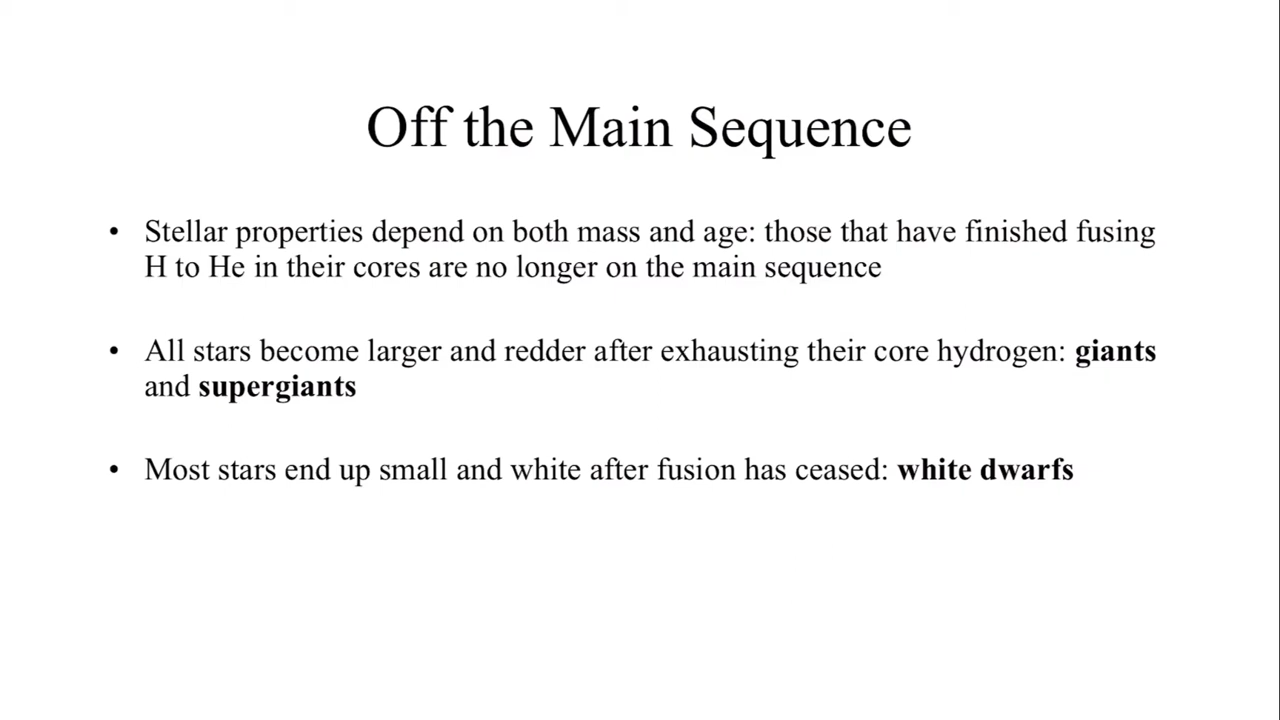 Off the Main Sequence
• Stellar properties depend on both mass and age: those that have finished fusing
H to He in their cores are no longer on the main sequence
• All stars become larger and redder after exhausting their core hydrogen: giants
and supergiants
• Most stars end up small and white after fusion has ceased: white dwarfs